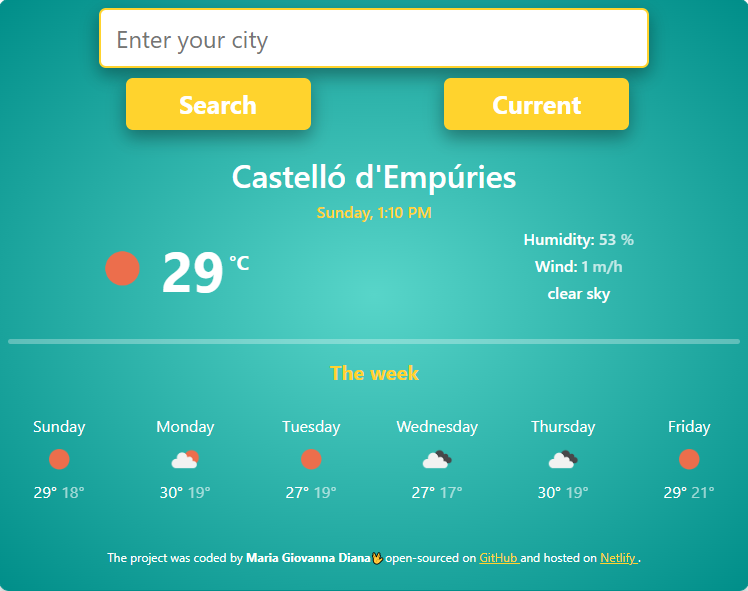 Enter your city
Search Current
Castelló d'Empúries
Sunday, 1:10 PM
29 °C
Humidity: 53 %
Wind: 1 m/h
clear sky
The week
Sunday Monday Tuesday Wednesday Thursday Friday
29° 18° 30° 19° 27° 19° 27° 17° 30° 19° 29° 21°
The project was coded by Maria Giovanna Diana🖖 open-sourced on GitHub and hosted on Netlify .